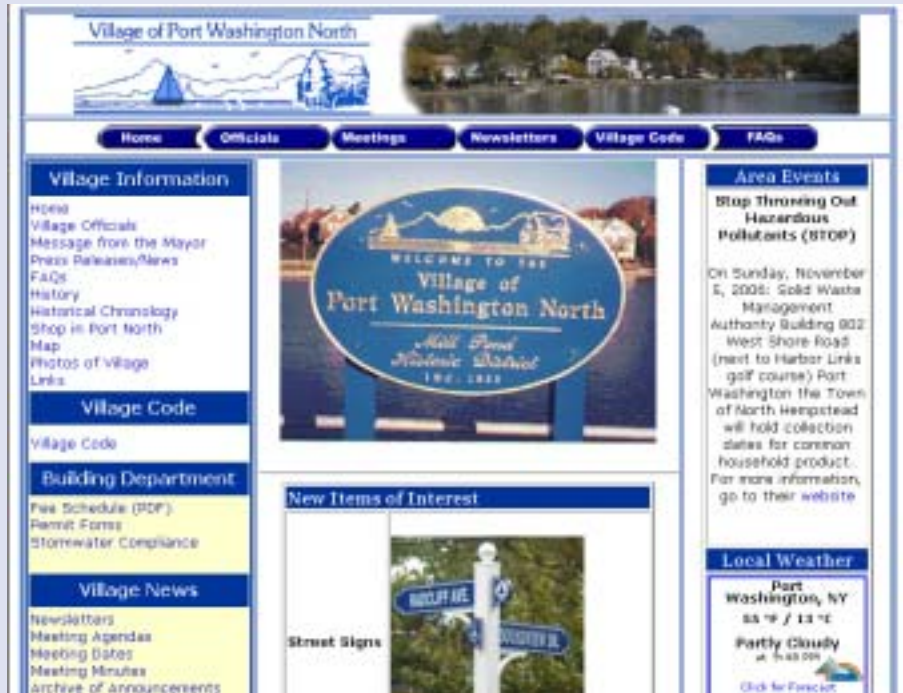 Village of Port Washington North
Home Officials Meetings Newsletters Village Code FAQs
Village Information
Home
Village Officials
Message from the Mayor
Press Releases/News
FAQs
History
Historical Chronology
Shop in Port North
Map
Photos of Village
Links
Village Code
Village Code
Building Department
Fee Schedule (PDF)
Permit Forms
Stormwater Compliance
Village News
Newsletters
Meeting Agendas
Meeting Dates
Meeting Minutes
Archive of Announcements
WELCOME TO THE
Village of
Port Washington North
Mill Pond
Historic District
New Items of Interest
Street Signs
RADCLIFF AVE.
Area Events
Stop Throwing Out
Hazardous
Pollutants (STOP)
On Sunday, November
5, 2006: Solid Waste
Management
Authority Building 802
West Shore Road
(next to Harbor Links
golf course) Port
Washington the Town
of North Hempstead
will hold collection
dates for common
household product.
For more information,
go to their website
Local Weather
Port
Washington, NY
55 °F / 13 °C
Partly Cloudy
Click for Forecast